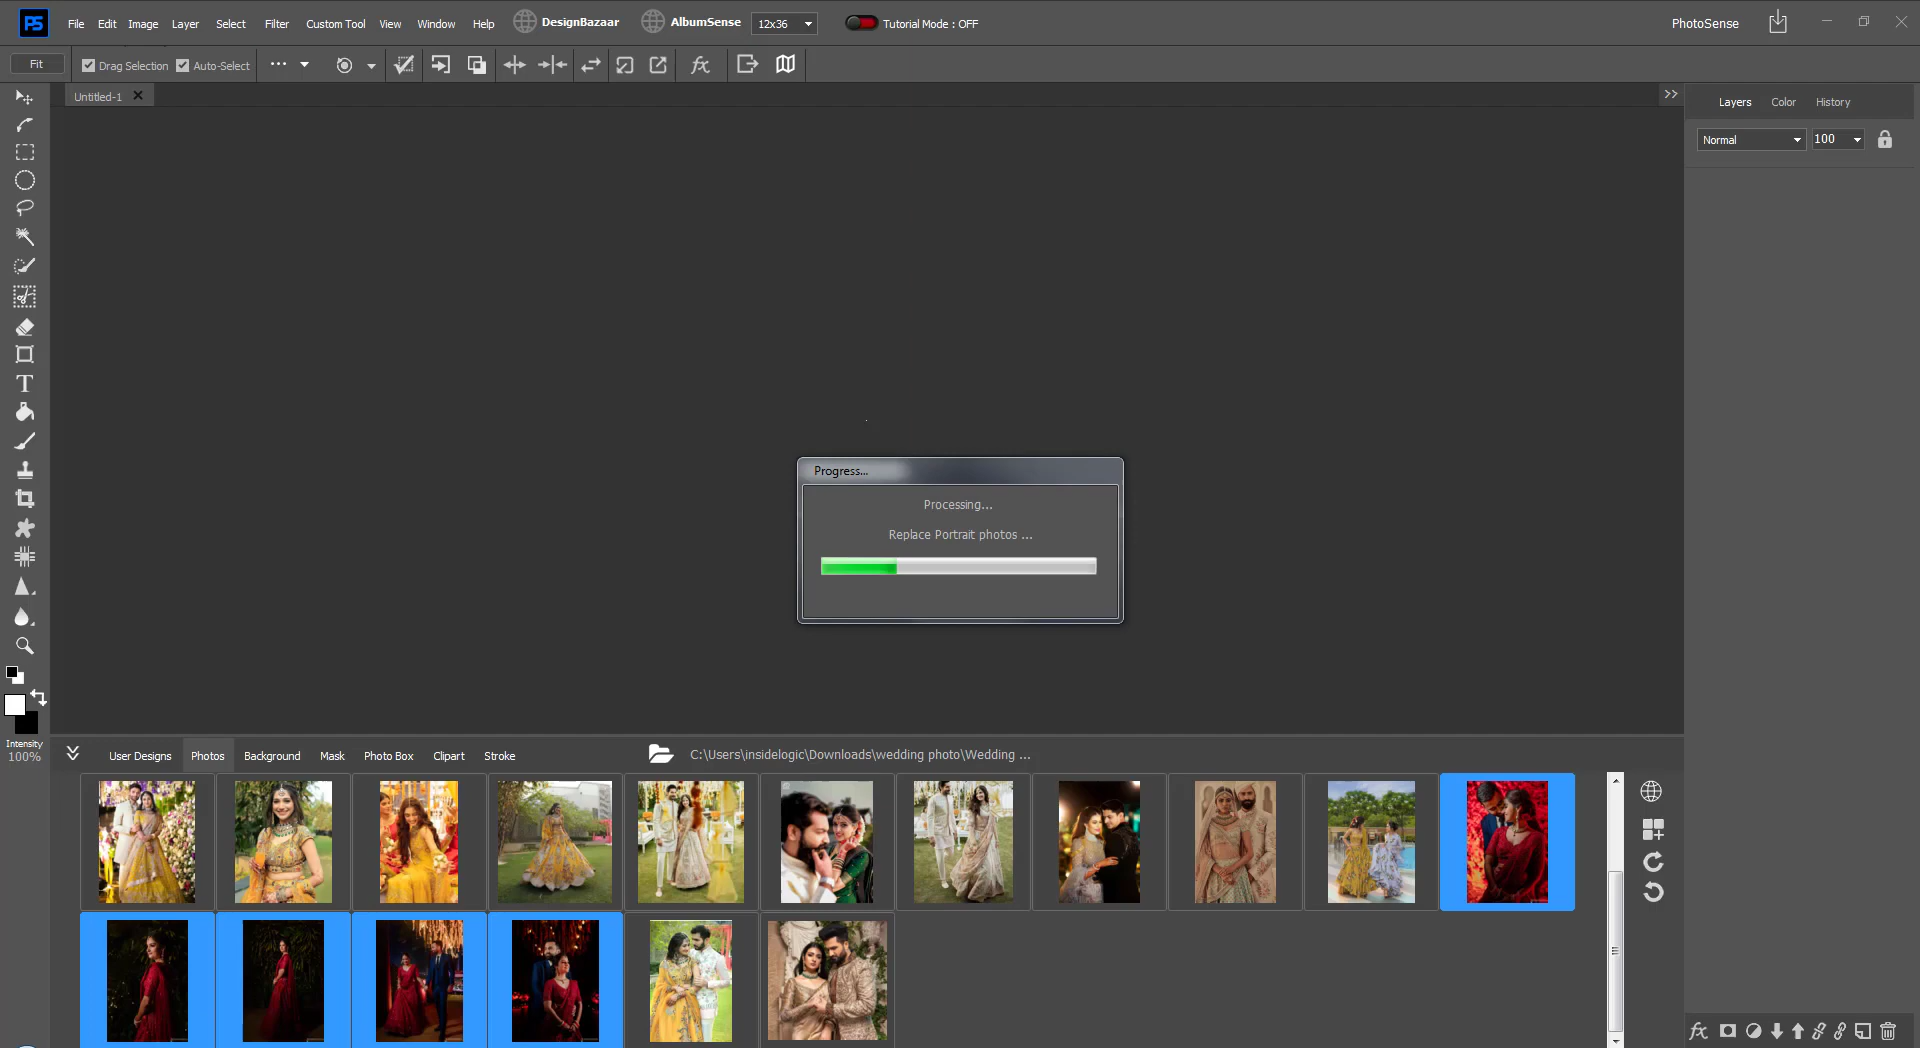 PS File Edit Image Layer Select Filter Custom Tool View Window Help DesignBazaar AlbumSense 12x36 Tutorial Mode : OFF PhotoSense
Fit Drag Selection Auto-Select fx
Untitled-1
Layers Color History
Normal 100
T
Progress...
Processing...
Replace Portrait photos ...
Intensity
100%
User Designs Photos Background Mask Photo Box Clipart Stroke C:\Users\insidelogic\Downloads\wedding photo\Wedding ...
fx